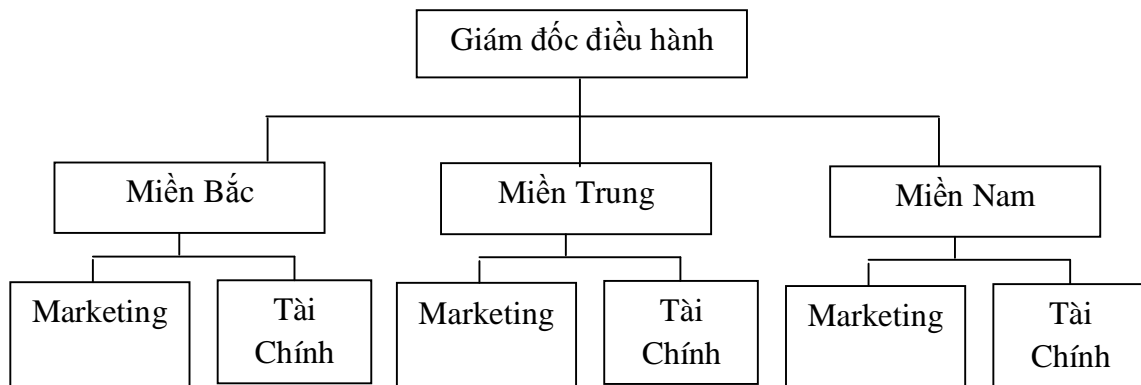 Giám đốc điều hành
Miền Bắc
Miền Trung
Miền Nam
Marketing
Tài
Chính
Marketing
Tài
Chính
Marketing
Tài
Chính